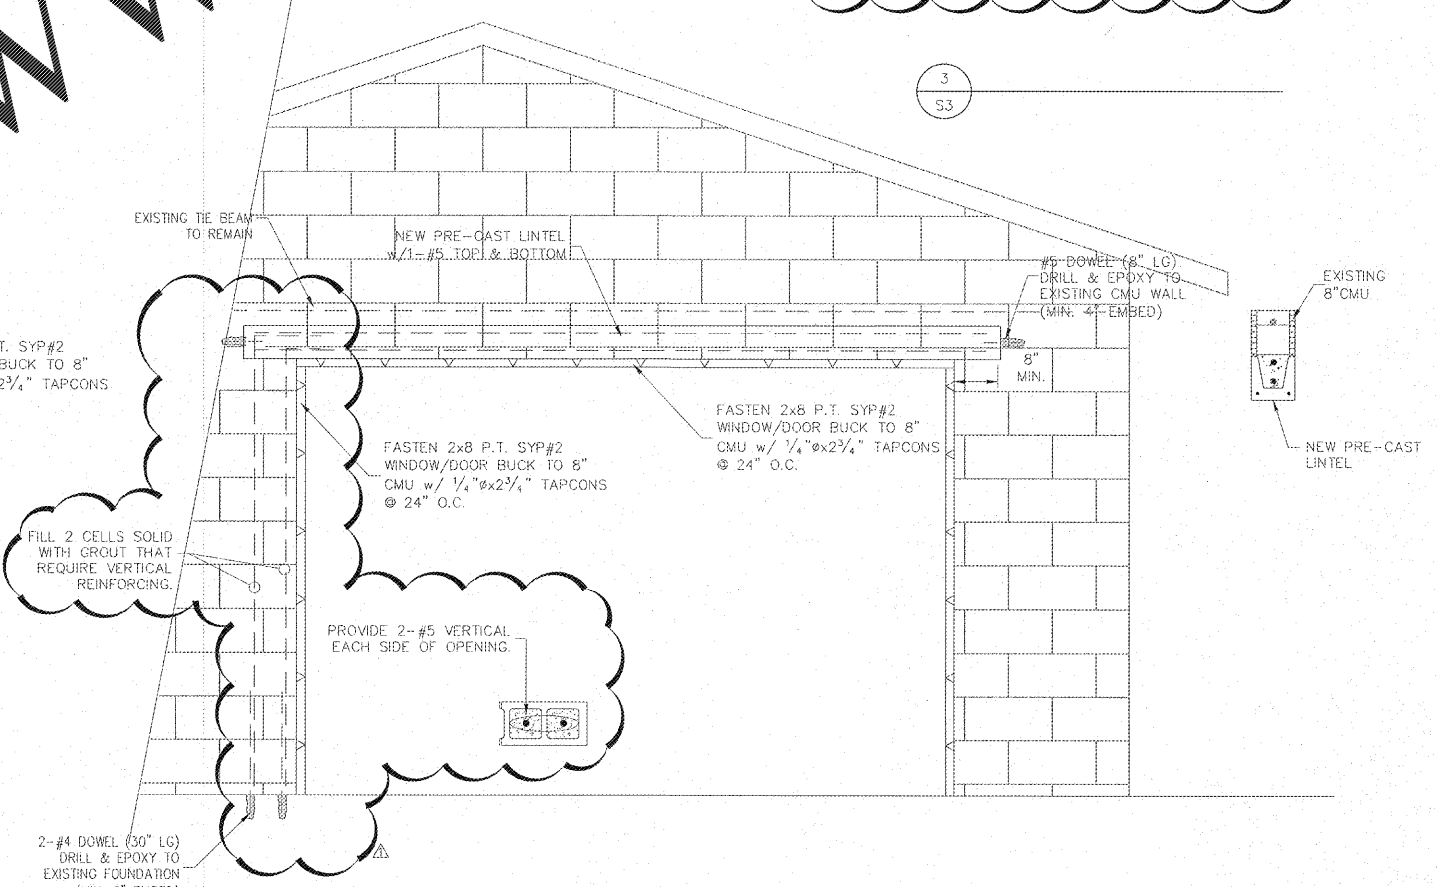 3
S3
EXISTING TIE BEAM
TO REMAIN
NEW PRE-CAST LINTEL
w/1-#5 TOP & BOTTOM
#5 DOWEL (8" LG)
DRILL & EPOXY TO
EXISTING CMU WALL
(MIN. 4" EMBED)
EXISTING
8"CMU
T. SYP#2
BUCK TO 8"
2¾" TAPCONS
8"
MIN.
FASTEN 2x8 P.T. SYP#2
WINDOW/DOOR BUCK TO 8"
CMU w/ ¼"øx2¾" TAPCONS
@ 24" O.C.
FASTEN 2x8 P.T. SYP#2
WINDOW/DOOR BUCK TO 8"
CMU w/ ¼"øx2¾" TAPCONS
@ 24" O.C.
NEW PRE-CAST
LINTEL
FILL 2 CELLS SOLID
WITH GROUT THAT
REQUIRE VERTICAL
REINFORCING.
PROVIDE 2-#5 VERTICAL
EACH SIDE OF OPENING.
2-#4 DOWEL (30" LG)
DRILL & EPOXY TO
EXISTING FOUNDATION
1